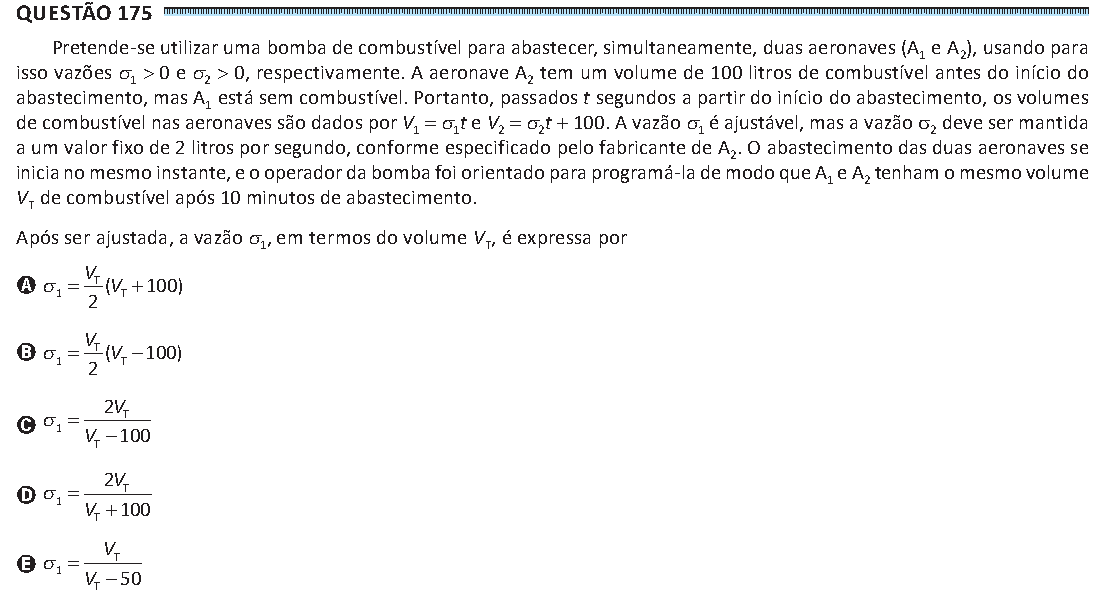 QUESTÃO 175
Pretende-se utilizar uma bomba de combustível para abastecer, simultaneamente, duas aeronaves (A₁ e A₂), usando para
isso vazões σ₁ > 0 e σ₂ > 0, respectivamente. A aeronave A₂ tem um volume de 100 litros de combustível antes do início do
abastecimento, mas A₁ está sem combustível. Portanto, passados t segundos a partir do início do abastecimento, os volumes
de combustível nas aeronaves são dados por V₁ = σ₁t e V₂ = σ₂t + 100. A vazão σ₁ é ajustável, mas a vazão σ₂ deve ser mantida
a um valor fixo de 2 litros por segundo, conforme especificado pelo fabricante de A₂. O abastecimento das duas aeronaves se
inicia no mesmo instante, e o operador da bomba foi orientado para programá-la de modo que A₁ e A₂ tenham o mesmo volume
V_T de combustível após 10 minutos de abastecimento.
Após ser ajustada, a vazão σ₁, em termos do volume V_T, é expressa por
A σ₁ = V_T/2 (V_T + 100)
B σ₁ = V_T/2 (V_T − 100)
C σ₁ = 2V_T/(V_T − 100)
D σ₁ = 2V_T/(V_T + 100)
E σ₁ = V_T/(V_T − 50)